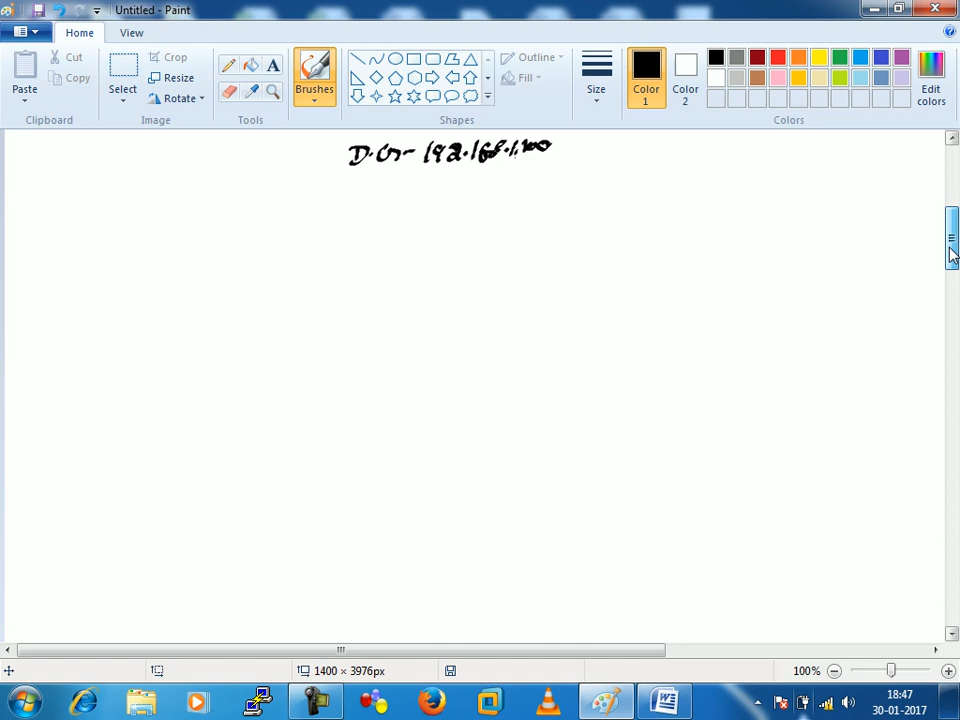 Untitled - Paint
Home
View
Paste
Cut
Copy
Clipboard
Select
Crop
Resize
Rotate
Image
Tools
Brushes
Shapes
Outline
Fill
Size
Color 1
Color 2
Edit colors
Colors
D.G- 192.168.1.100
1400 × 3976px
100%
18:47
30-01-2017